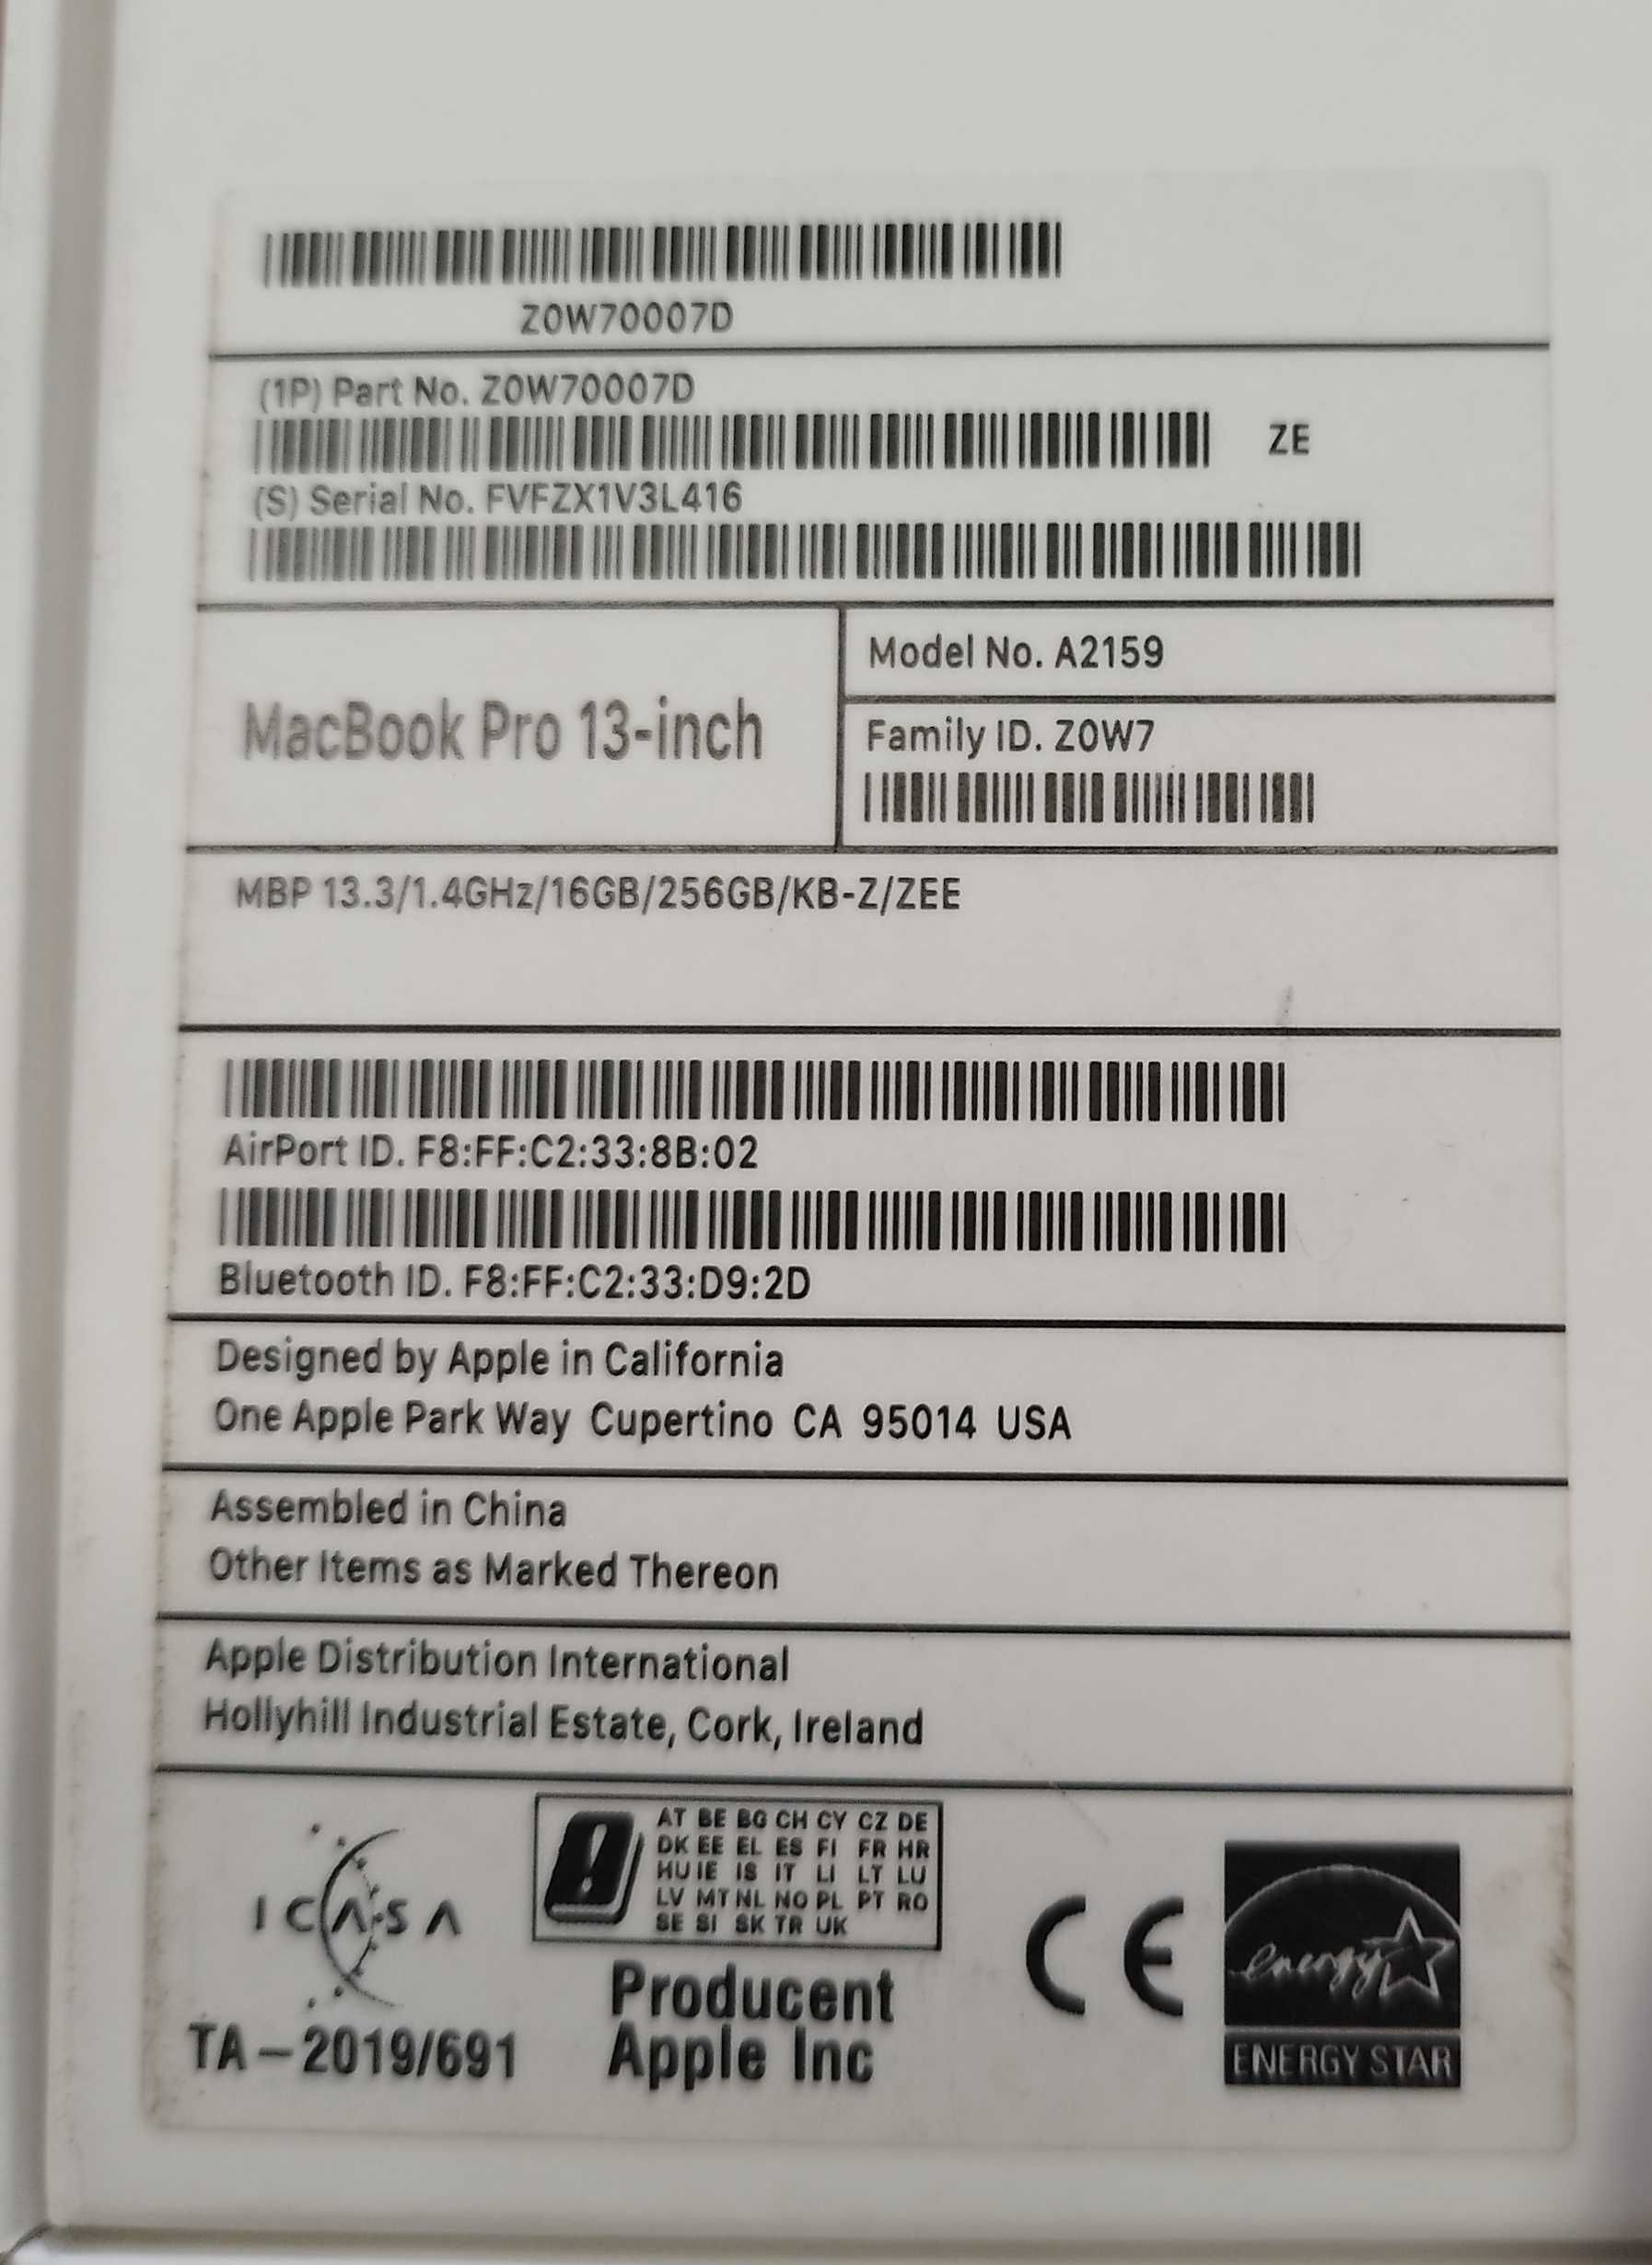 Z0W70007D
(1P) Part No. Z0W70007D
ZE
(S) Serial No. FVFZX1V3L416
MacBook Pro 13-inch
Model No. A2159
Family ID. Z0W7
MBP 13.3/1.4GHz/16GB/256GB/KB-Z/ZEE
AirPort ID. F8:FF:C2:33:8B:02
Bluetooth ID. F8:FF:C2:33:D9:2D
Designed by Apple in California
One Apple Park Way Cupertino CA 95014 USA
Assembled in China
Other Items as Marked Thereon
Apple Distribution International
Hollyhill Industrial Estate, Cork, Ireland
ICASA
TA-2019/691
AT BE BG CH CY CZ DE
DK EE EL ES FI FR HR
HU IE IS IT LI LT LU
LV MT NL NO PL PT RO
SE SI SK TR UK
Producent
Apple Inc
CE
energy
ENERGY STAR